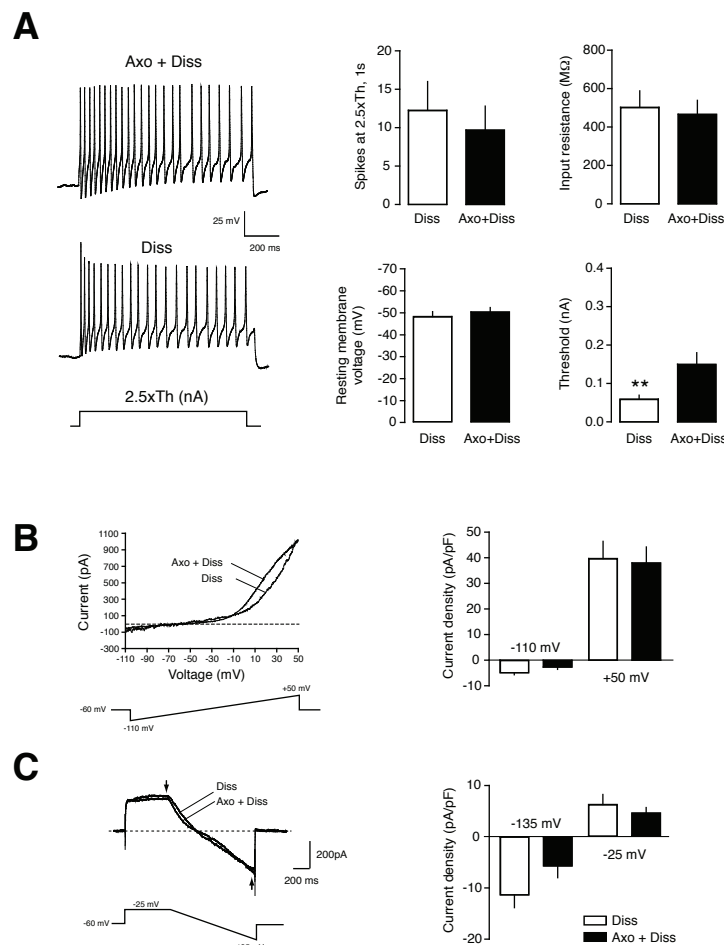 A
Axo + Diss
25 mV
200 ms
Diss
2.5xTh (nA)
Spikes at 2.5xTh, 1s
20
15
10
5
0
Diss
Axo+Diss
Input resistance (MΩ)
800
600
400
200
0
Diss
Axo+Diss
Resting membrane
voltage (mV)
-70
-60
-50
-40
-30
-20
-10
0
Diss
Axo+Diss
Threshold (nA)
0.4
0.3
0.2
0.1
0.0
**
Diss
Axo+Diss
B
Current (pA)
1100
900
700
500
300
100
-100
-300
Axo + Diss
Diss
-110 -90 -70 -50 -30 -10 10 30 50
Voltage (mV)
+50 mV
-60 mV
-110 mV
Current density (pA/pF)
50
40
30
20
10
0
-10
-110 mV
+50 mV
C
Diss
Axo + Diss
200pA
200 ms
-25 mV
-60 mV
Current density (pA/pF)
10
0
-10
-20
-135 mV
-25 mV
Diss
Axo + Diss